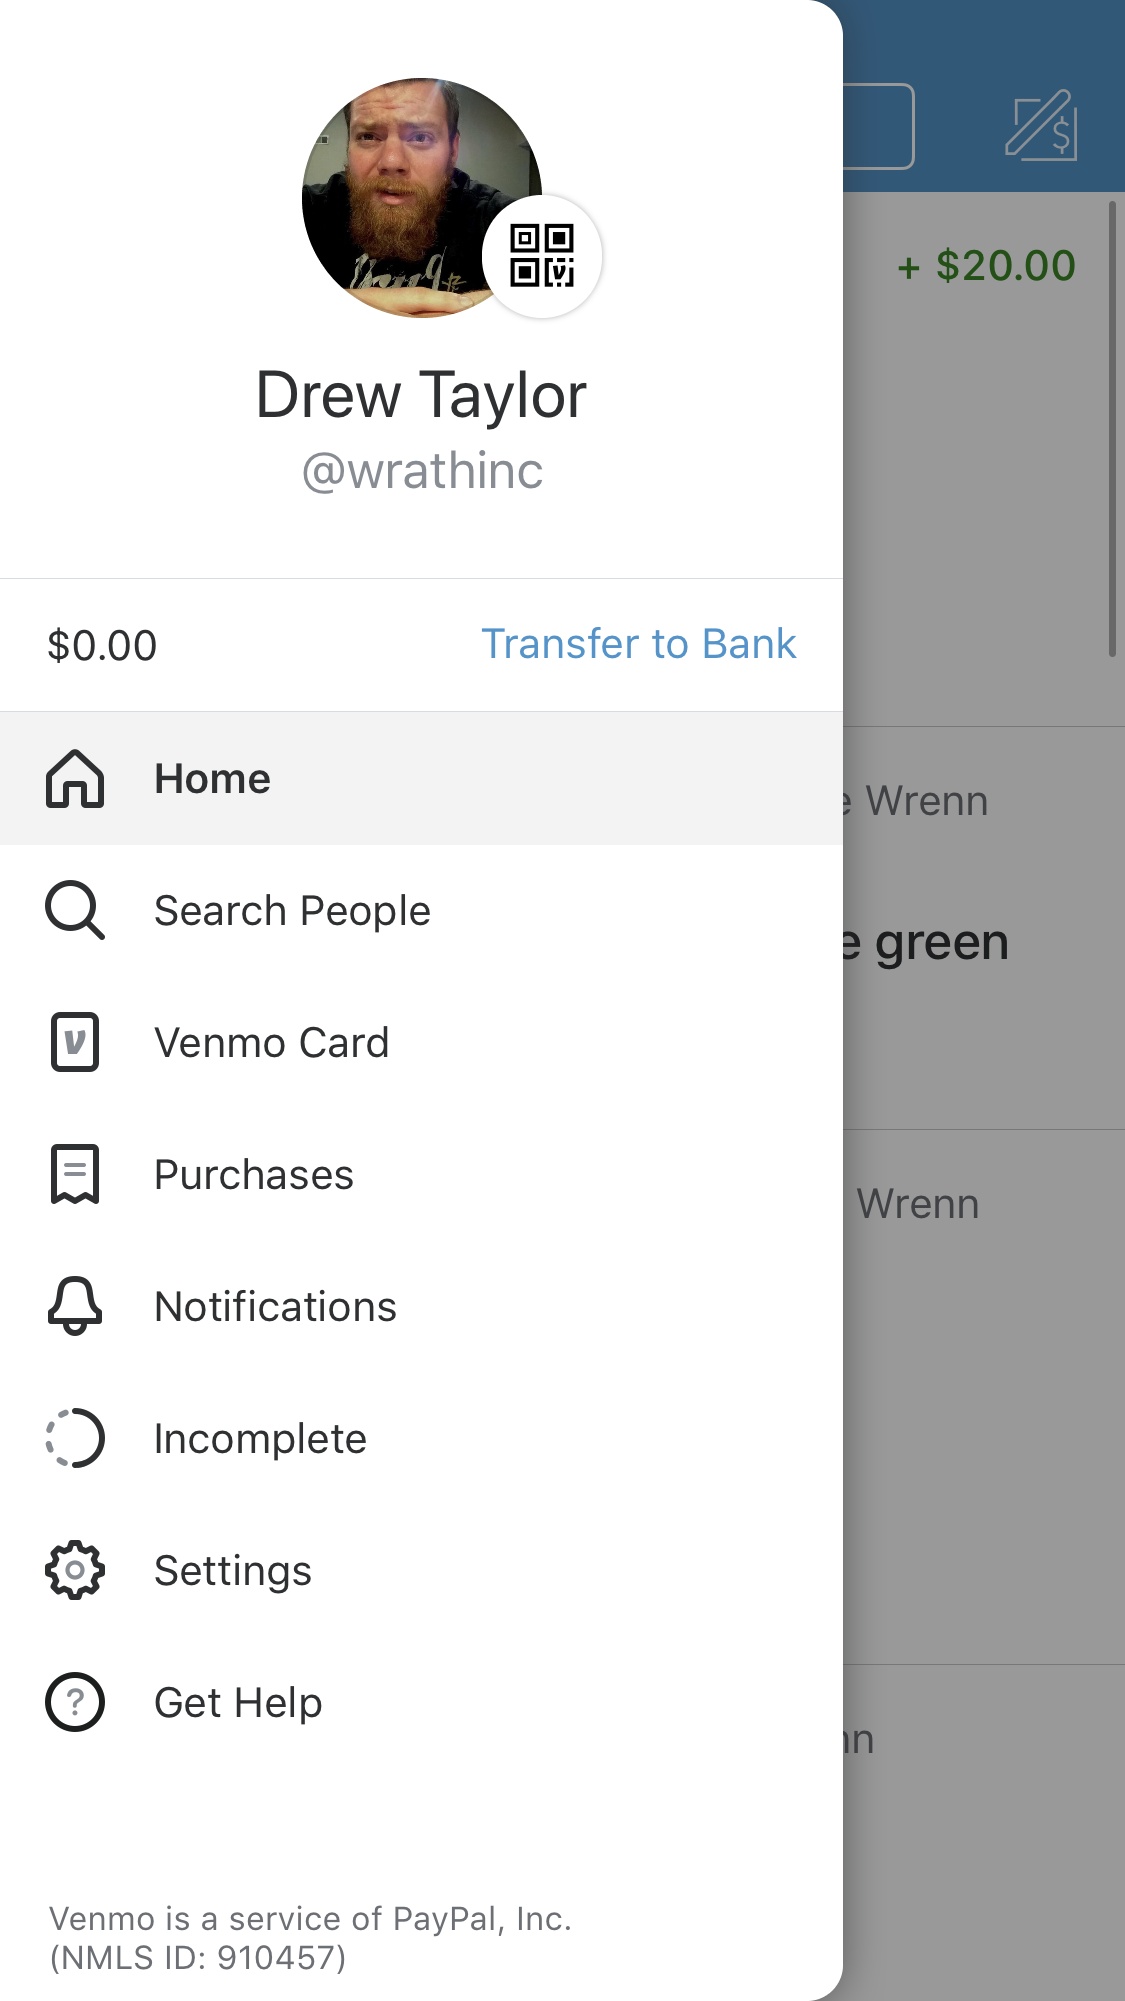 Drew Taylor
@wrathinc
$0.00 Transfer to Bank
Home
Search People
Venmo Card
Purchases
Notifications
Incomplete
Settings
Get Help
Venmo is a service of PayPal, Inc.
(NMLS ID: 910457)
+ $20.00
Wrenn
green
Wrenn